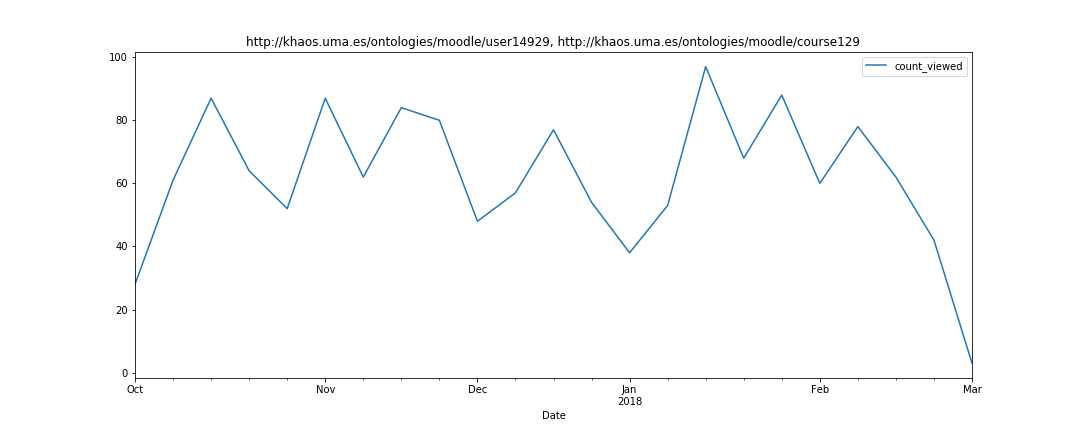 http://khaos.uma.es/ontologies/moodle/user14929, http://khaos.uma.es/ontologies/moodle/course129
count_viewed
100
80
60
40
20
0
Oct Nov Dec Jan Feb Mar
2018
Date